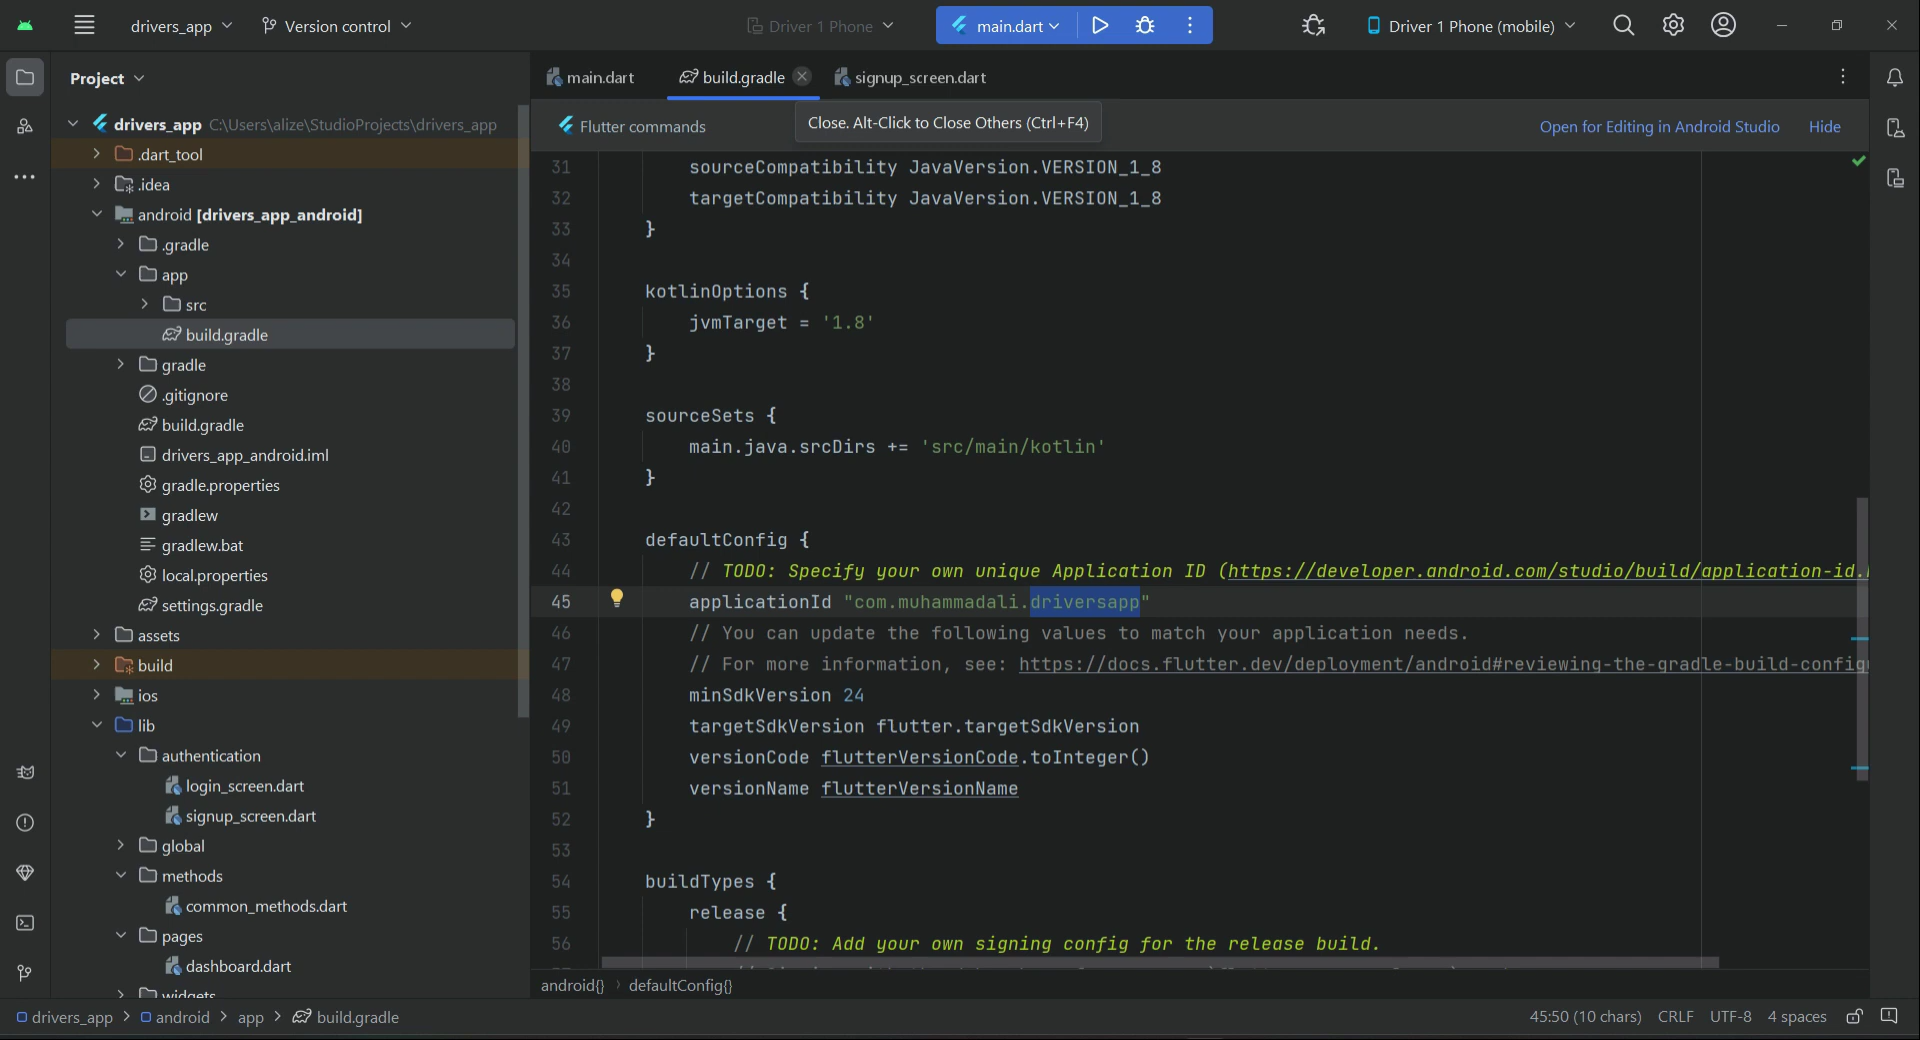 drivers_app
Version control
Driver 1 Phone
main.dart
Driver 1 Phone (mobile)
Project
main.dart
build.gradle
signup_screen.dart
Flutter commands
Close. Alt-Click to Close Others (Ctrl+F4)
Open for Editing in Android Studio
Hide
drivers_app C:\Users\alize\StudioProjects\drivers_app
.dart_tool
.idea
android [drivers_app_android]
.gradle
app
src
build.gradle
gradle
.gitignore
build.gradle
drivers_app_android.iml
gradle.properties
gradlew
gradlew.bat
local.properties
settings.gradle
assets
build
ios
lib
authentication
login_screen.dart
signup_screen.dart
global
methods
common_methods.dart
pages
dashboard.dart
widgets
31 sourceCompatibility JavaVersion.VERSION_1_8
32 targetCompatibility JavaVersion.VERSION_1_8
33 }
34
35 kotlinOptions {
36 jvmTarget = '1.8'
37 }
38
39 sourceSets {
40 main.java.srcDirs += 'src/main/kotlin'
41 }
42
43 defaultConfig {
44 // TODO: Specify your own unique Application ID (https://developer.android.com/studio/build/application-id.
45 applicationId "com.muhammadali.driversapp"
46 // You can update the following values to match your application needs.
47 // For more information, see: https://docs.flutter.dev/deployment/android#reviewing-the-gradle-build-config
48 minSdkVersion 24
49 targetSdkVersion flutter.targetSdkVersion
50 versionCode flutterVersionCode.toInteger()
51 versionName flutterVersionName
52 }
53
54 buildTypes {
55 release {
56 // TODO: Add your own signing config for the release build.
android{} › defaultConfig{}
drivers_app > android > app > build.gradle
45:50 (10 chars) CRLF UTF-8 4 spaces